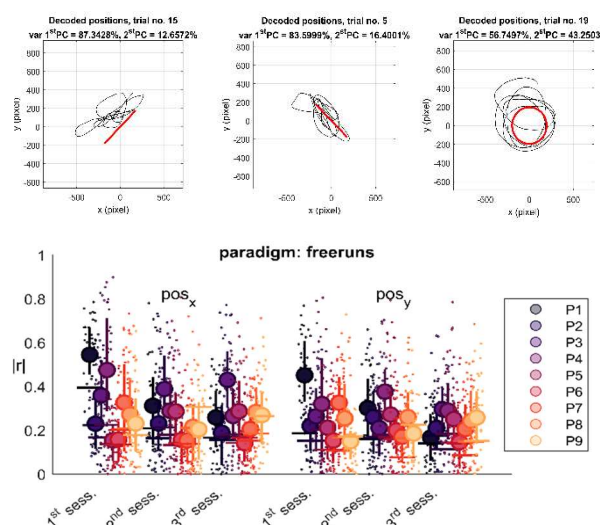 Decoded positions, trial no. 15
var 1stPC = 87.3428%, 2stPC = 12.6572%
800
600
400
200
0
-200
-400
-600
y (pixel)
-500 0 500
x (pixel)
Decoded positions, trial no. 5
var 1stPC = 83.5999%, 2stPC = 16.4001%
800
600
400
200
0
-200
-400
-600
y (pixel)
-500 0 500
x (pixel)
Decoded positions, trial no. 19
var 1stPC = 56.7497%, 2stPC = 43.2503
800
600
400
200
0
-200
-400
-600
y (pixel)
-500 0 500
x (pixel)
paradigm: freeruns
posx posy
1
0.8
0.6
0.4
0.2
0
|r|
1st sess. 2nd sess. 3rd sess. 1st sess. 2nd sess. 3rd sess.
P1
P2
P3
P4
P5
P6
P7
P8
P9